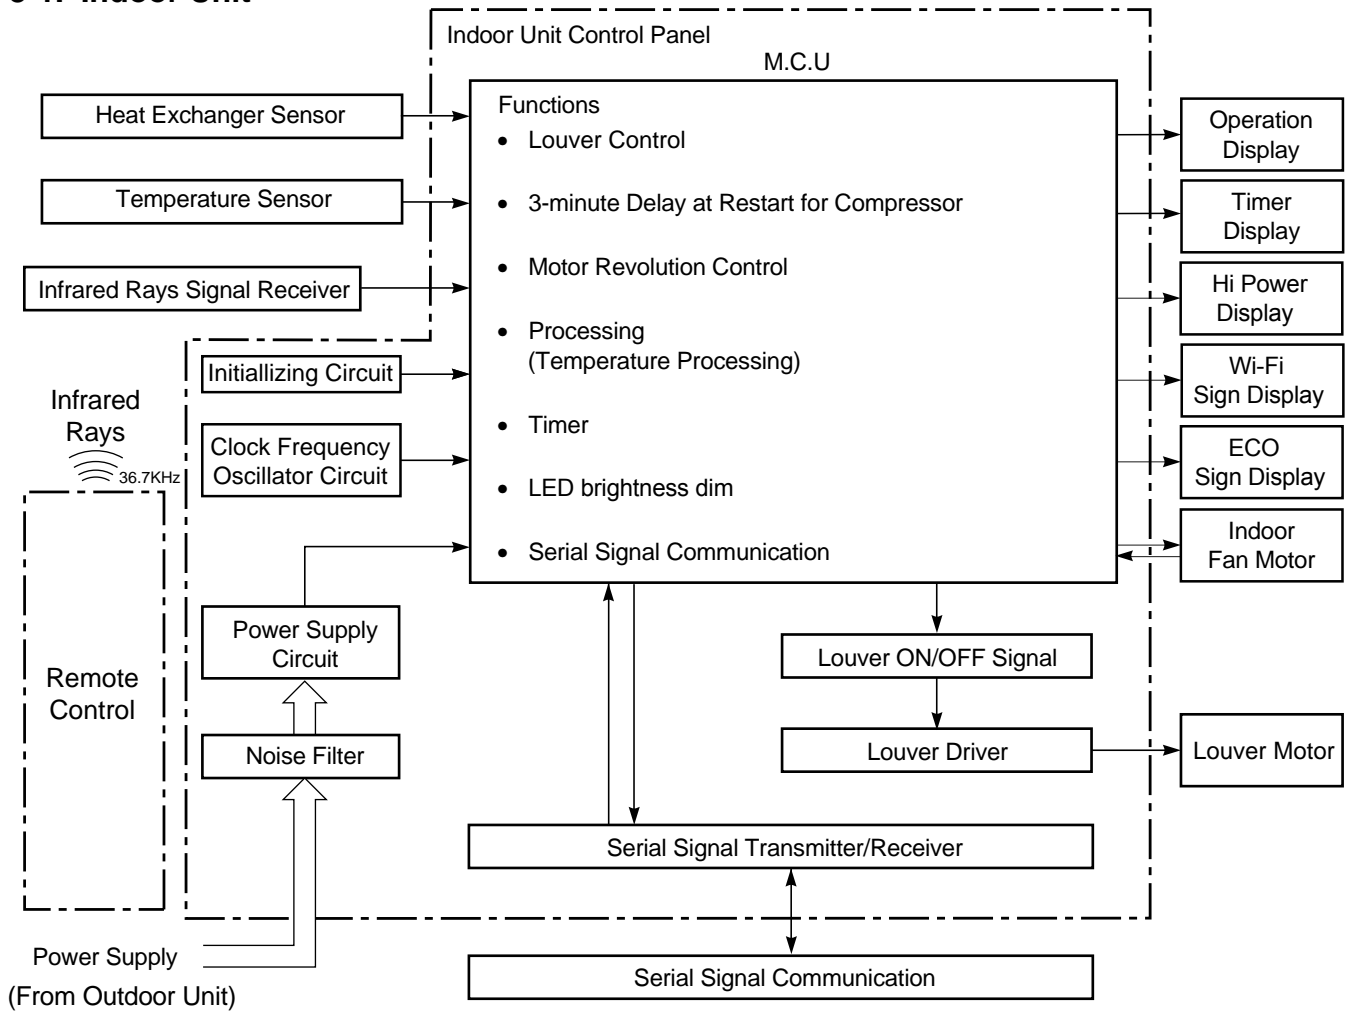 Indoor Unit Control Panel
M.C.U
Heat Exchanger Sensor
Temperature Sensor
Infrared Rays Signal Receiver
Initiallizing Circuit
Clock Frequency
Oscillator Circuit
Infrared
Rays
36.7KHz
Remote
Control
Power Supply
Circuit
Noise Filter
Power Supply
(From Outdoor Unit)
Functions
• Louver Control
• 3-minute Delay at Restart for Compressor
• Motor Revolution Control
• Processing
(Temperature Processing)
• Timer
• LED brightness dim
• Serial Signal Communication
Louver ON/OFF Signal
Louver Driver
Serial Signal Transmitter/Receiver
Serial Signal Communication
Operation
Display
Timer
Display
Hi Power
Display
Wi-Fi
Sign Display
ECO
Sign Display
Indoor
Fan Motor
Louver Motor